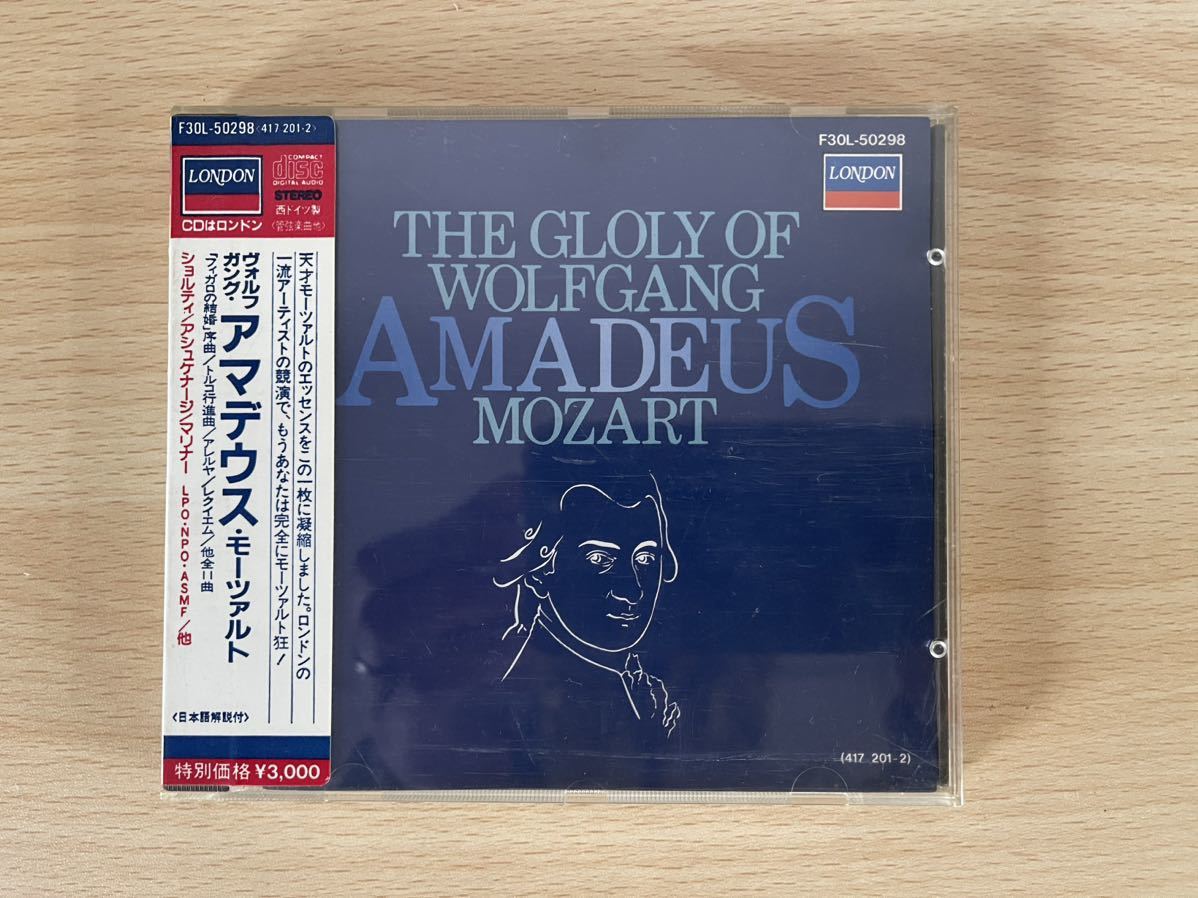 F30L-50298〈417 201-2〉
LONDON
COMPACT
disc
DIGITAL AUDIO
STEREO
CDはロンドン
西ドイツ製
〈管弦楽曲他〉
天才モーツァルトのエッセンスをこの一枚に凝縮しました。ロンドンの
一流アーティストの競演で、もうあなたは完全にモーツァルト狂!
ヴォルフ
ガング・
アマデウス・モーツァルト
「フィガロの結婚」序曲/トルコ行進曲/アレルヤ/レクイエム/他全11曲
ショルティ/アシュケナージ/マリナー LPO・NPO・ASMF/他
〈日本語解説付〉
特別価格 ¥3,000
F30L-50298
LONDON
THE GLOLY OF
WOLFGANG
AMADEUS
MOZART
(417 201-2)